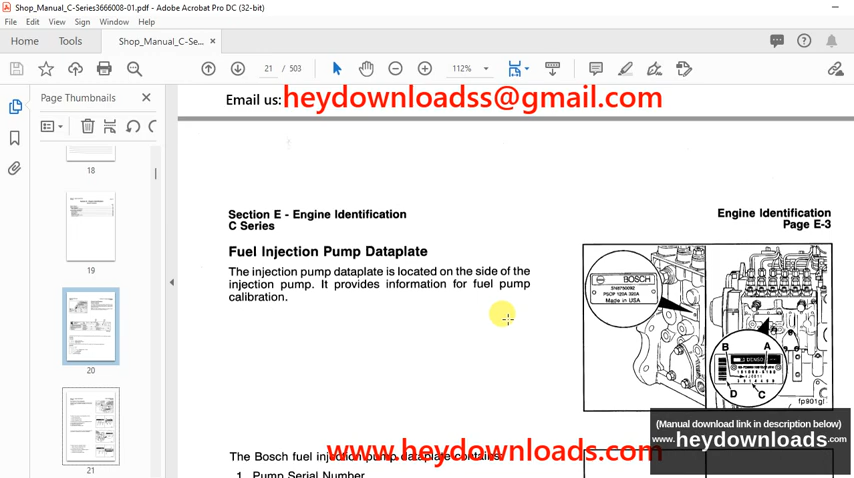 Shop_Manual_C-Series3666008-01.pdf - Adobe Acrobat Pro DC (32-bit)
File Edit View Sign Window Help
Home Tools Shop_Manual_C-Se... ×
21 / 503 112%
Page Thumbnails
18
19
20
21
Email us: heydownloadss@gmail.com
Section E - Engine Identification
C Series
Engine Identification
Page E-3
Fuel Injection Pump Dataplate
The injection pump dataplate is located on the side of the
injection pump. It provides information for fuel pump
calibration.
BOSCH
Made in USA
B A
D C
fp901gl
The Bosch fuel injection pump dataplate contains:
www.heydownloads.com
1. Pump Serial Number
(Manual download link in description below)
www.heydownloads.com